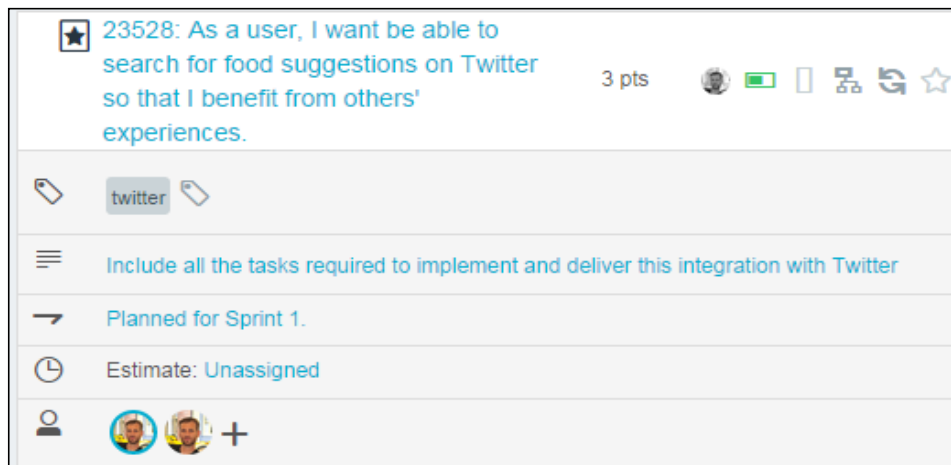 23528: As a user, I want be able to
search for food suggestions on Twitter
so that I benefit from others'
experiences.
3 pts
twitter
Include all the tasks required to implement and deliver this integration with Twitter
Planned for Sprint 1.
Estimate: Unassigned